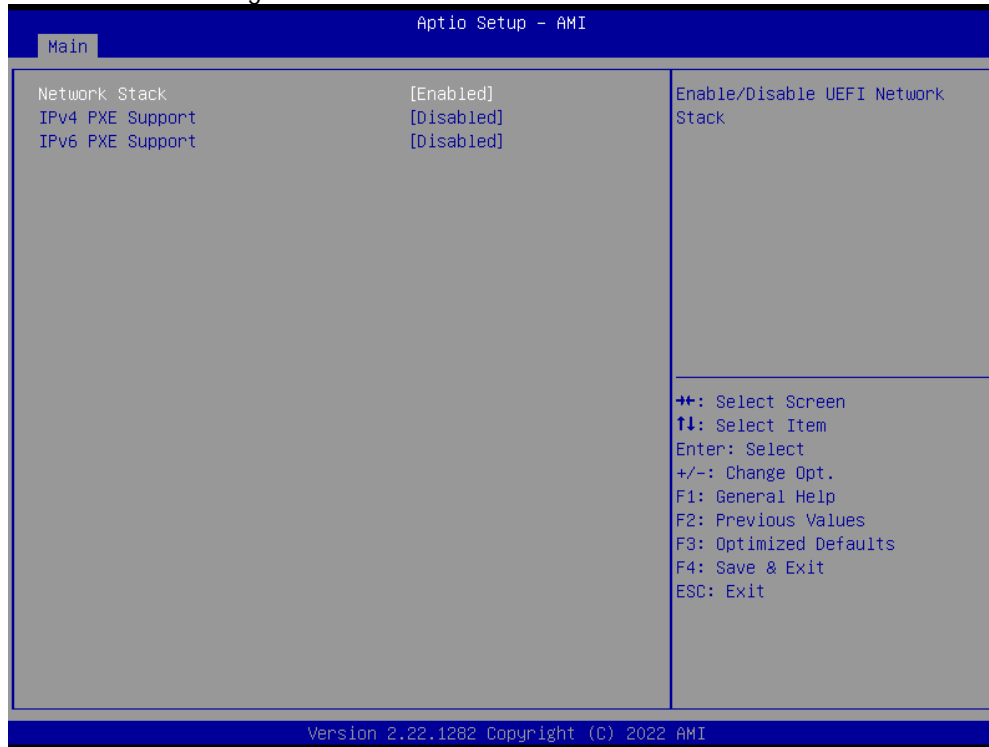 Aptio Setup – AMI
Main
Network Stack [Enabled]
IPv4 PXE Support [Disabled]
IPv6 PXE Support [Disabled]
Enable/Disable UEFI Network
Stack
→←: Select Screen
↑↓: Select Item
Enter: Select
+/-: Change Opt.
F1: General Help
F2: Previous Values
F3: Optimized Defaults
F4: Save & Exit
ESC: Exit
Version 2.22.1282 Copyright (C) 2022 AMI